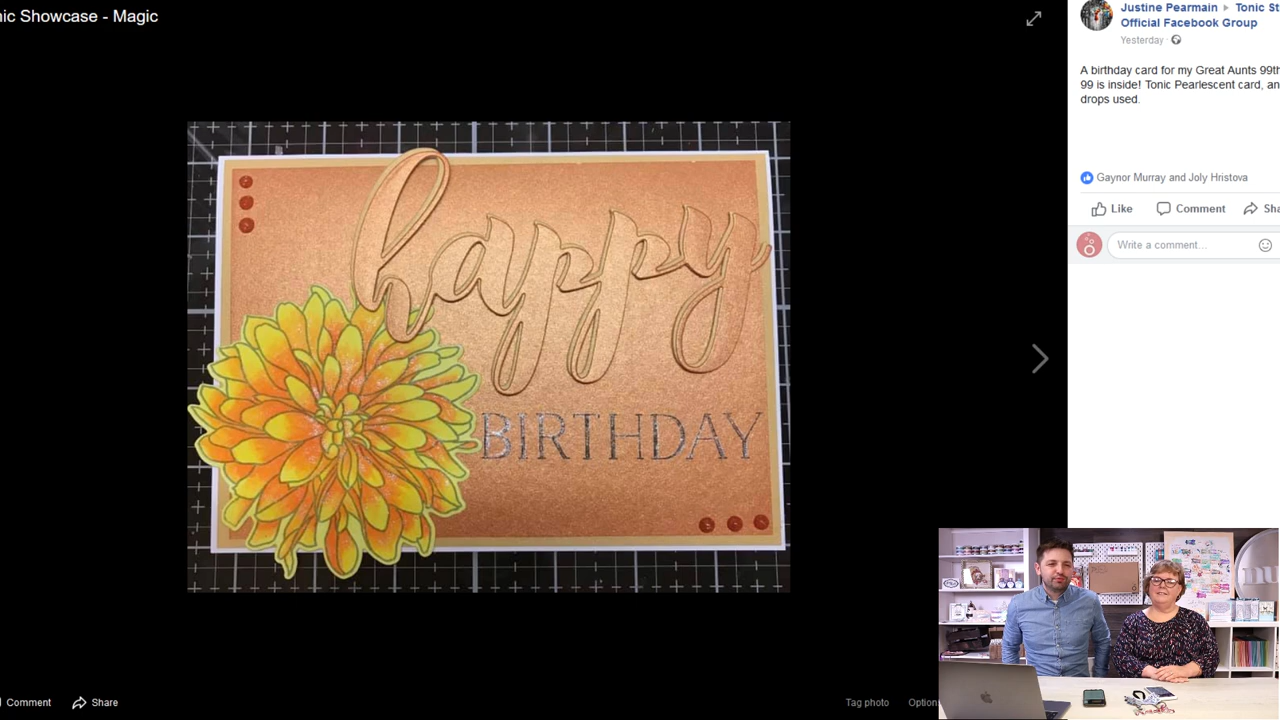 ic Showcase - Magic
happy
BIRTHDAY
Justine Pearmain ▸ Tonic St
Official Facebook Group
Yesterday ·
A birthday card for my Great Aunts 99th
99 is inside! Tonic Pearlescent card, an
drops used.
Gaynor Murray and Joly Hristova
Like Comment Sha
Write a comment...
Comment Share
Tag photo Option